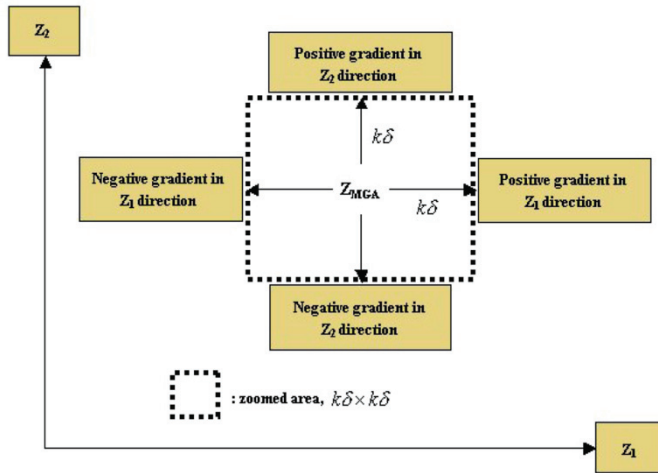 Z2
Positive gradient in
Z2 direction
kδ
Negative gradient in
Z1 direction
ZMGA
Positive gradient in
Z1 direction
kδ
Negative gradient in
Z2 direction
: zoomed area, kδ×kδ
Z1